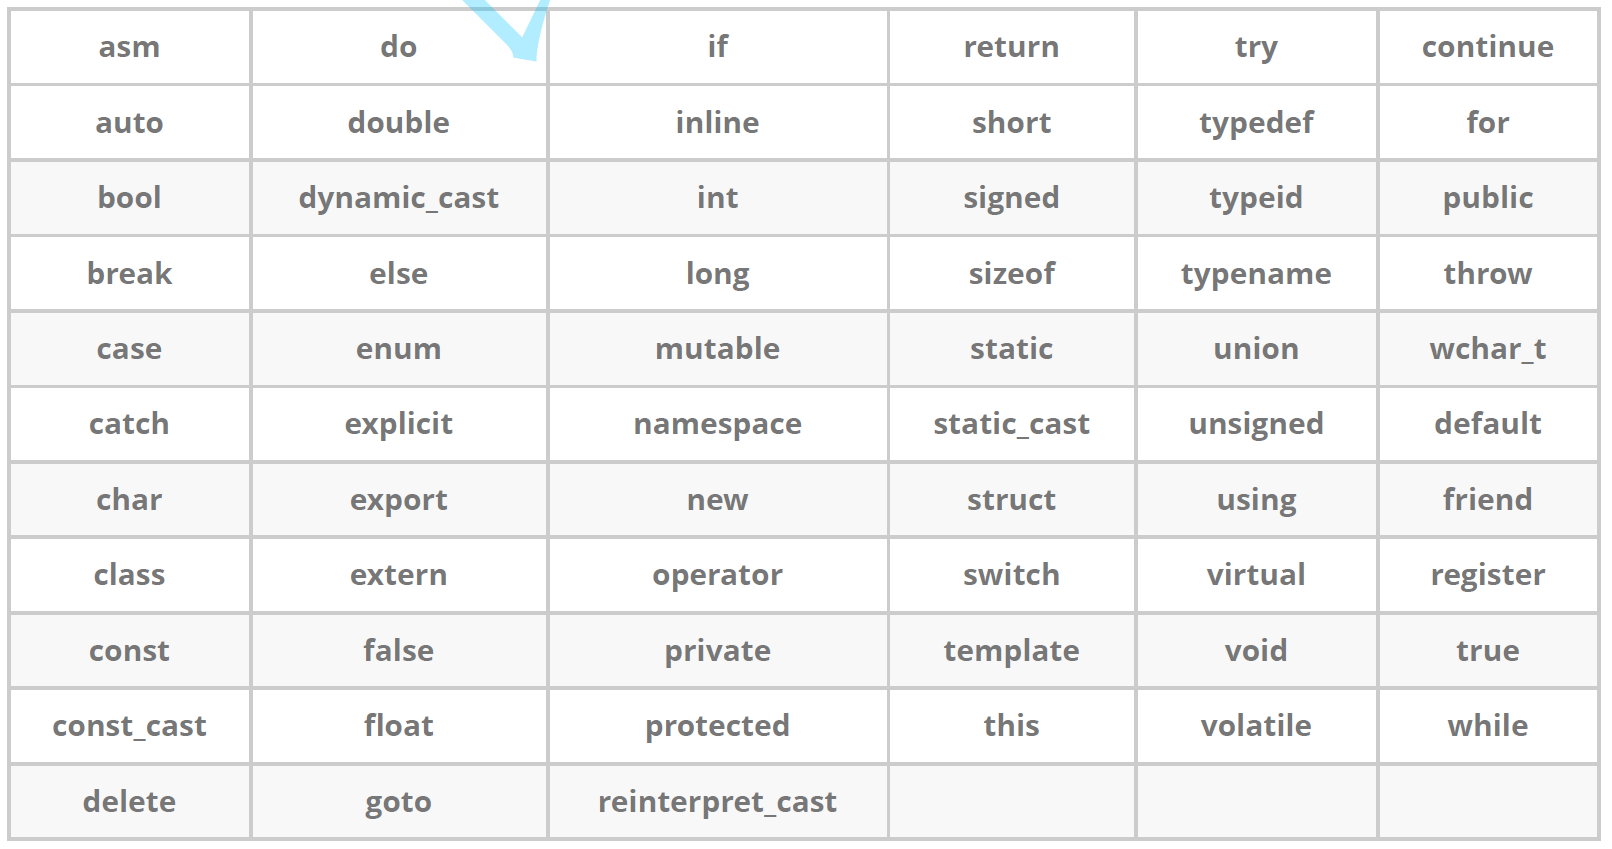 asm do if return try continue
auto double inline short typedef for
bool dynamic_cast int signed typeid public
break else long sizeof typename throw
case enum mutable static union wchar_t
catch explicit namespace static_cast unsigned default
char export new struct using friend
class extern operator switch virtual register
const false private template void true
const_cast float protected this volatile while
delete goto reinterpret_cast